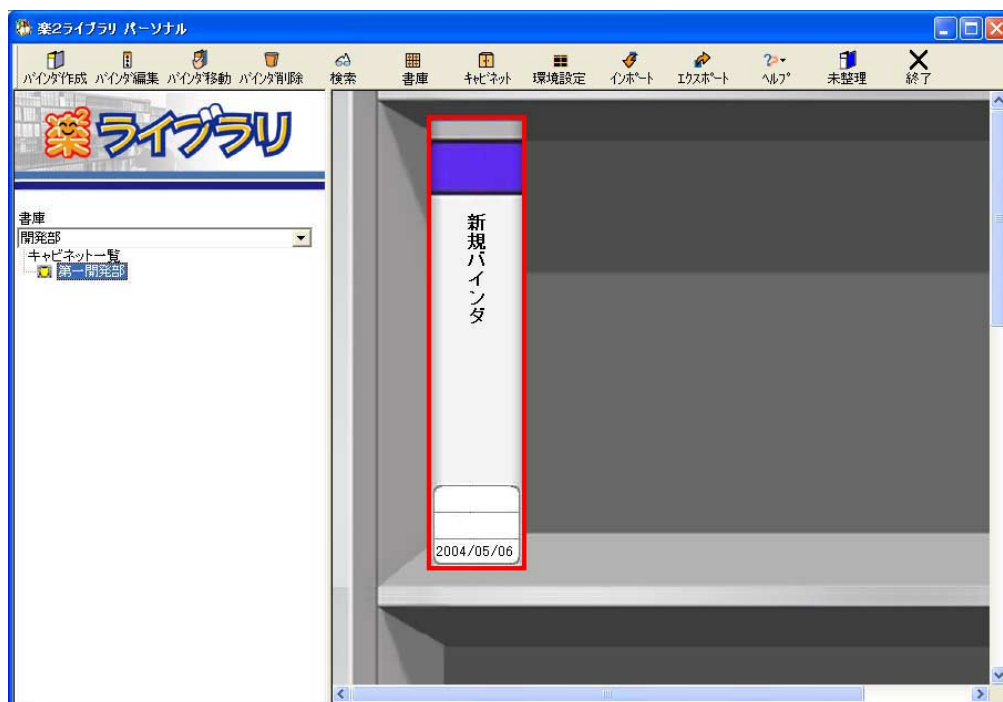 楽2ライブラリ パーソナル
バインダ作成 バインダ編集 バインダ移動 バインダ削除 検索 書庫 キャビネット 環境設定 インポート エクスポート ヘルプ 未整理 終了
楽2ライブラリ
書庫
開発部
キャビネット一覧
第一開発部
新規バインダ
2004/05/06